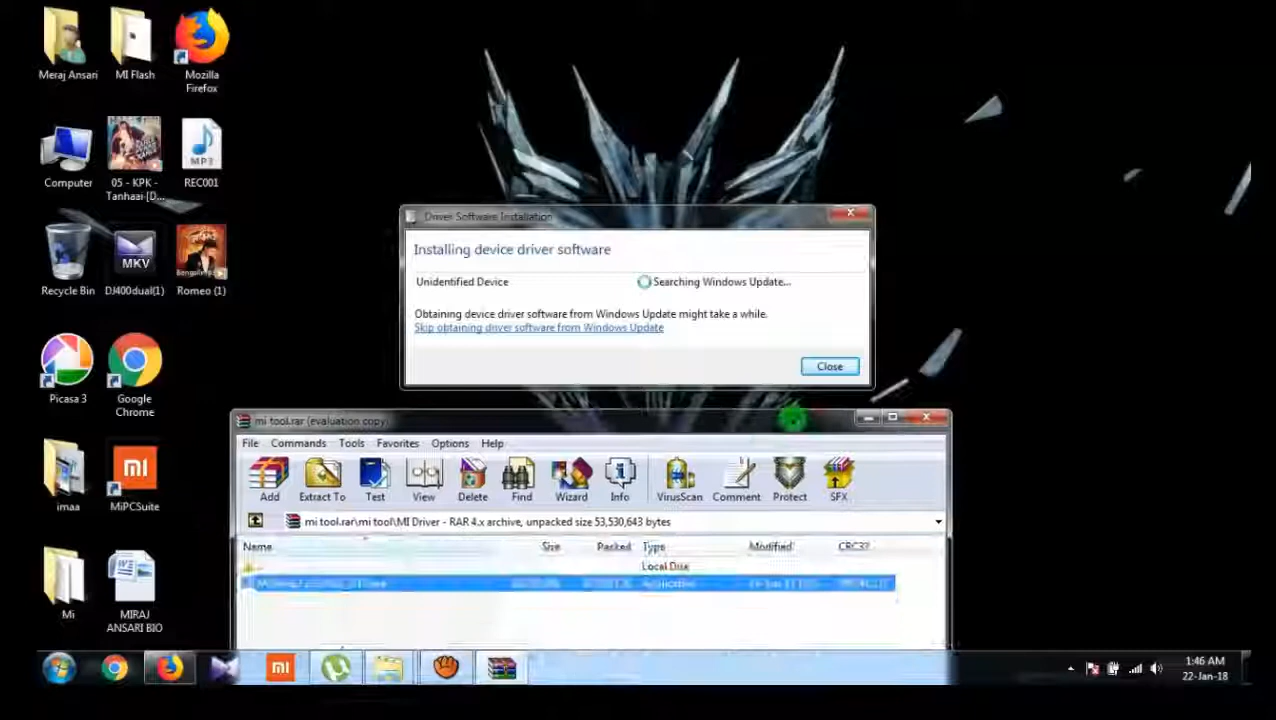 Meraj Ansari
MI Flash
Mozilla
Firefox
Computer
05 - KPK -
Tanhaai-[D...
MP3
REC001
Recycle Bin
MKV
DJ400dual(1)
Romeo (1)
Picasa 3
Google
Chrome
imaa
MiPCSuite
Mi
MIRAJ
ANSARI BIO
Driver Software Installation
Installing device driver software
Unidentified Device
Searching Windows Update...
Obtaining device driver software from Windows Update might take a while.
Skip obtaining driver software from Windows Update
Close
mi tool.rar (evaluation copy)
File Commands Tools Favorites Options Help
Add Extract To Test View Delete Find Wizard Info VirusScan Comment Protect SFX
mi tool.rar\mi tool\MI Driver - RAR 4.x archive, unpacked size 53,530,643 bytes
Name Size Packed Type Modified CRC32
Local Disk
Application
1:46 AM
22-Jan-18